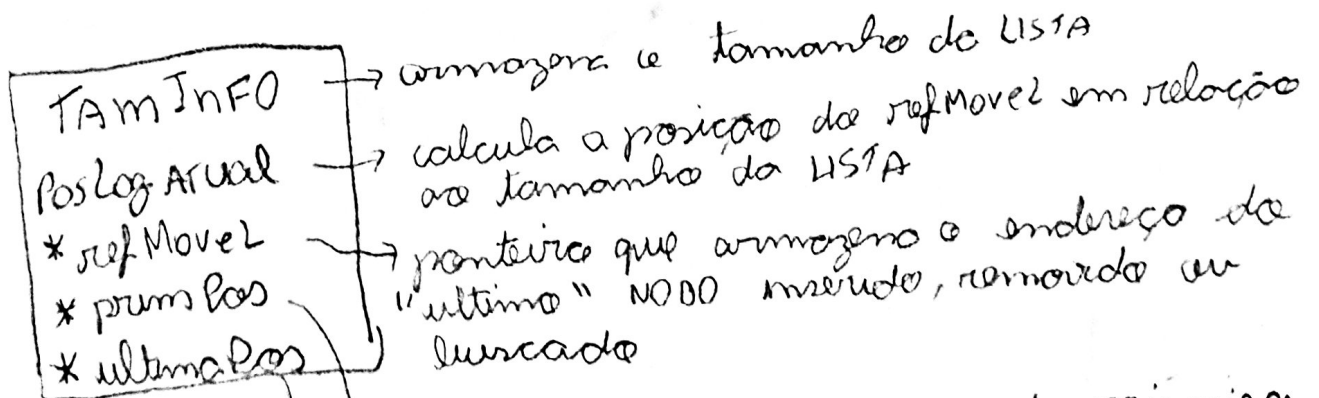 TAmInFO → armazena o tamanho da LISTA
PosLogAtual → calcula a posição do refMovel em relação
ao tamanho da LISTA
* refMovel → ponteiro que armazena o endereço do
"ultimo" NODO inserido, removido ou
buscado
* primPos
* ultimaPos